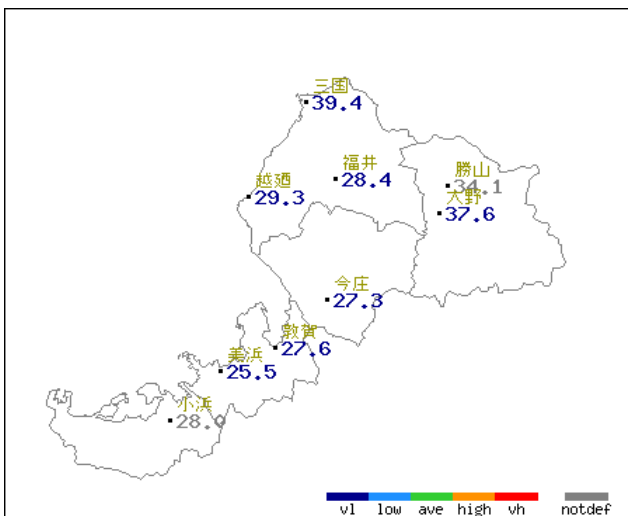 三国
39.4
福井
28.4
勝山
34.1
越廼
29.3
大野
37.6
今庄
27.3
敦賀
27.6
美浜
25.5
小浜
28.0
vl low ave high vh notdef